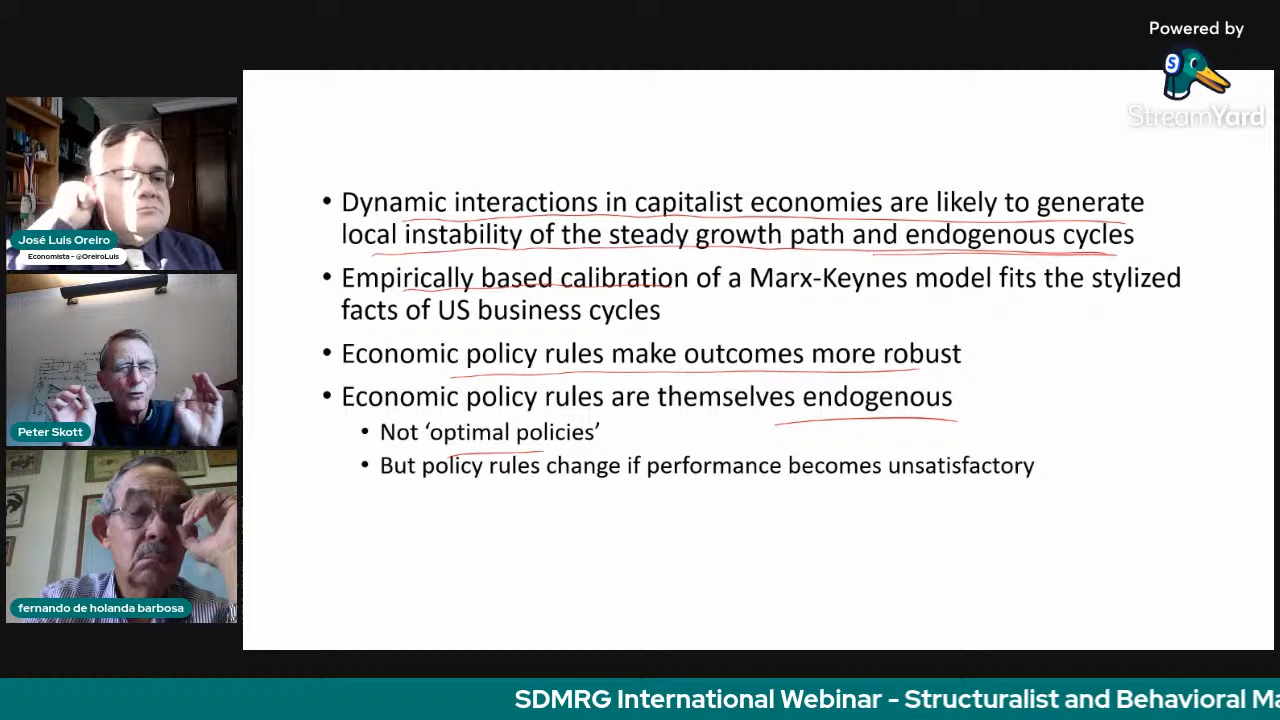 Powered by
S
StreamYard
José Luis Oreiro
Economista - @OreiroLuis
Peter Skott
fernando de holanda barbosa
• Dynamic interactions in capitalist economies are likely to generate
local instability of the steady growth path and endogenous cycles
• Empirically based calibration of a Marx-Keynes model fits the stylized
facts of US business cycles
• Economic policy rules make outcomes more robust
• Economic policy rules are themselves endogenous
• Not ‘optimal policies’
• But policy rules change if performance becomes unsatisfactory
SDMRG International Webinar - Structuralist and Behavioral Ma